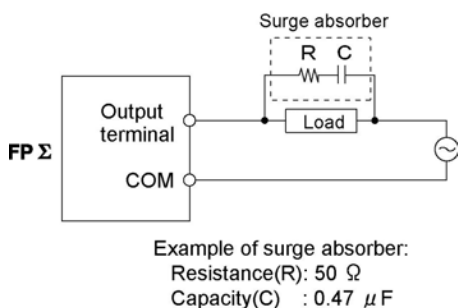 Surge absorber
R C
Output
terminal
Load
FP Σ
COM
Example of surge absorber:
Resistance(R): 50 Ω
Capacity(C) : 0.47 μF